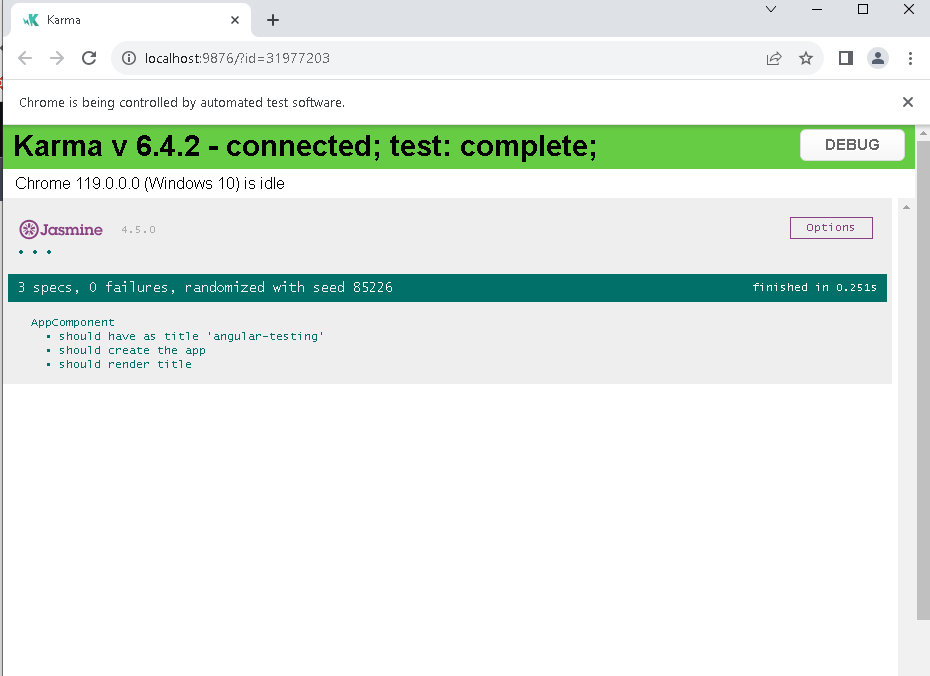 Karma
localhost:9876/?id=31977203
Chrome is being controlled by automated test software.
Karma v 6.4.2 - connected; test: complete;
DEBUG
Chrome 119.0.0.0 (Windows 10) is idle
Jasmine 4.5.0
Options
• • •
3 specs, 0 failures, randomized with seed 85226
finished in 0.251s
AppComponent
• should have as title 'angular-testing'
• should create the app
• should render title